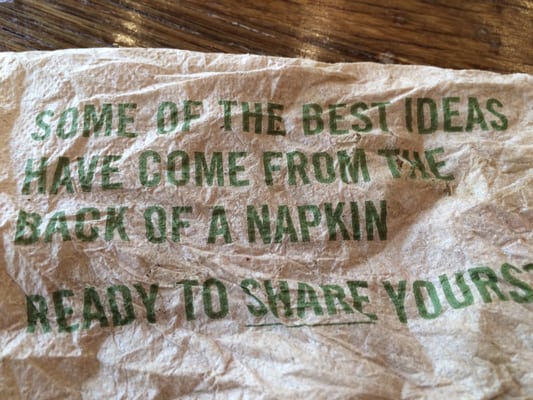 SOME OF THE BEST IDEAS
HAVE COME FROM THE
BACK OF A NAPKIN
READY TO SHARE YOURS?